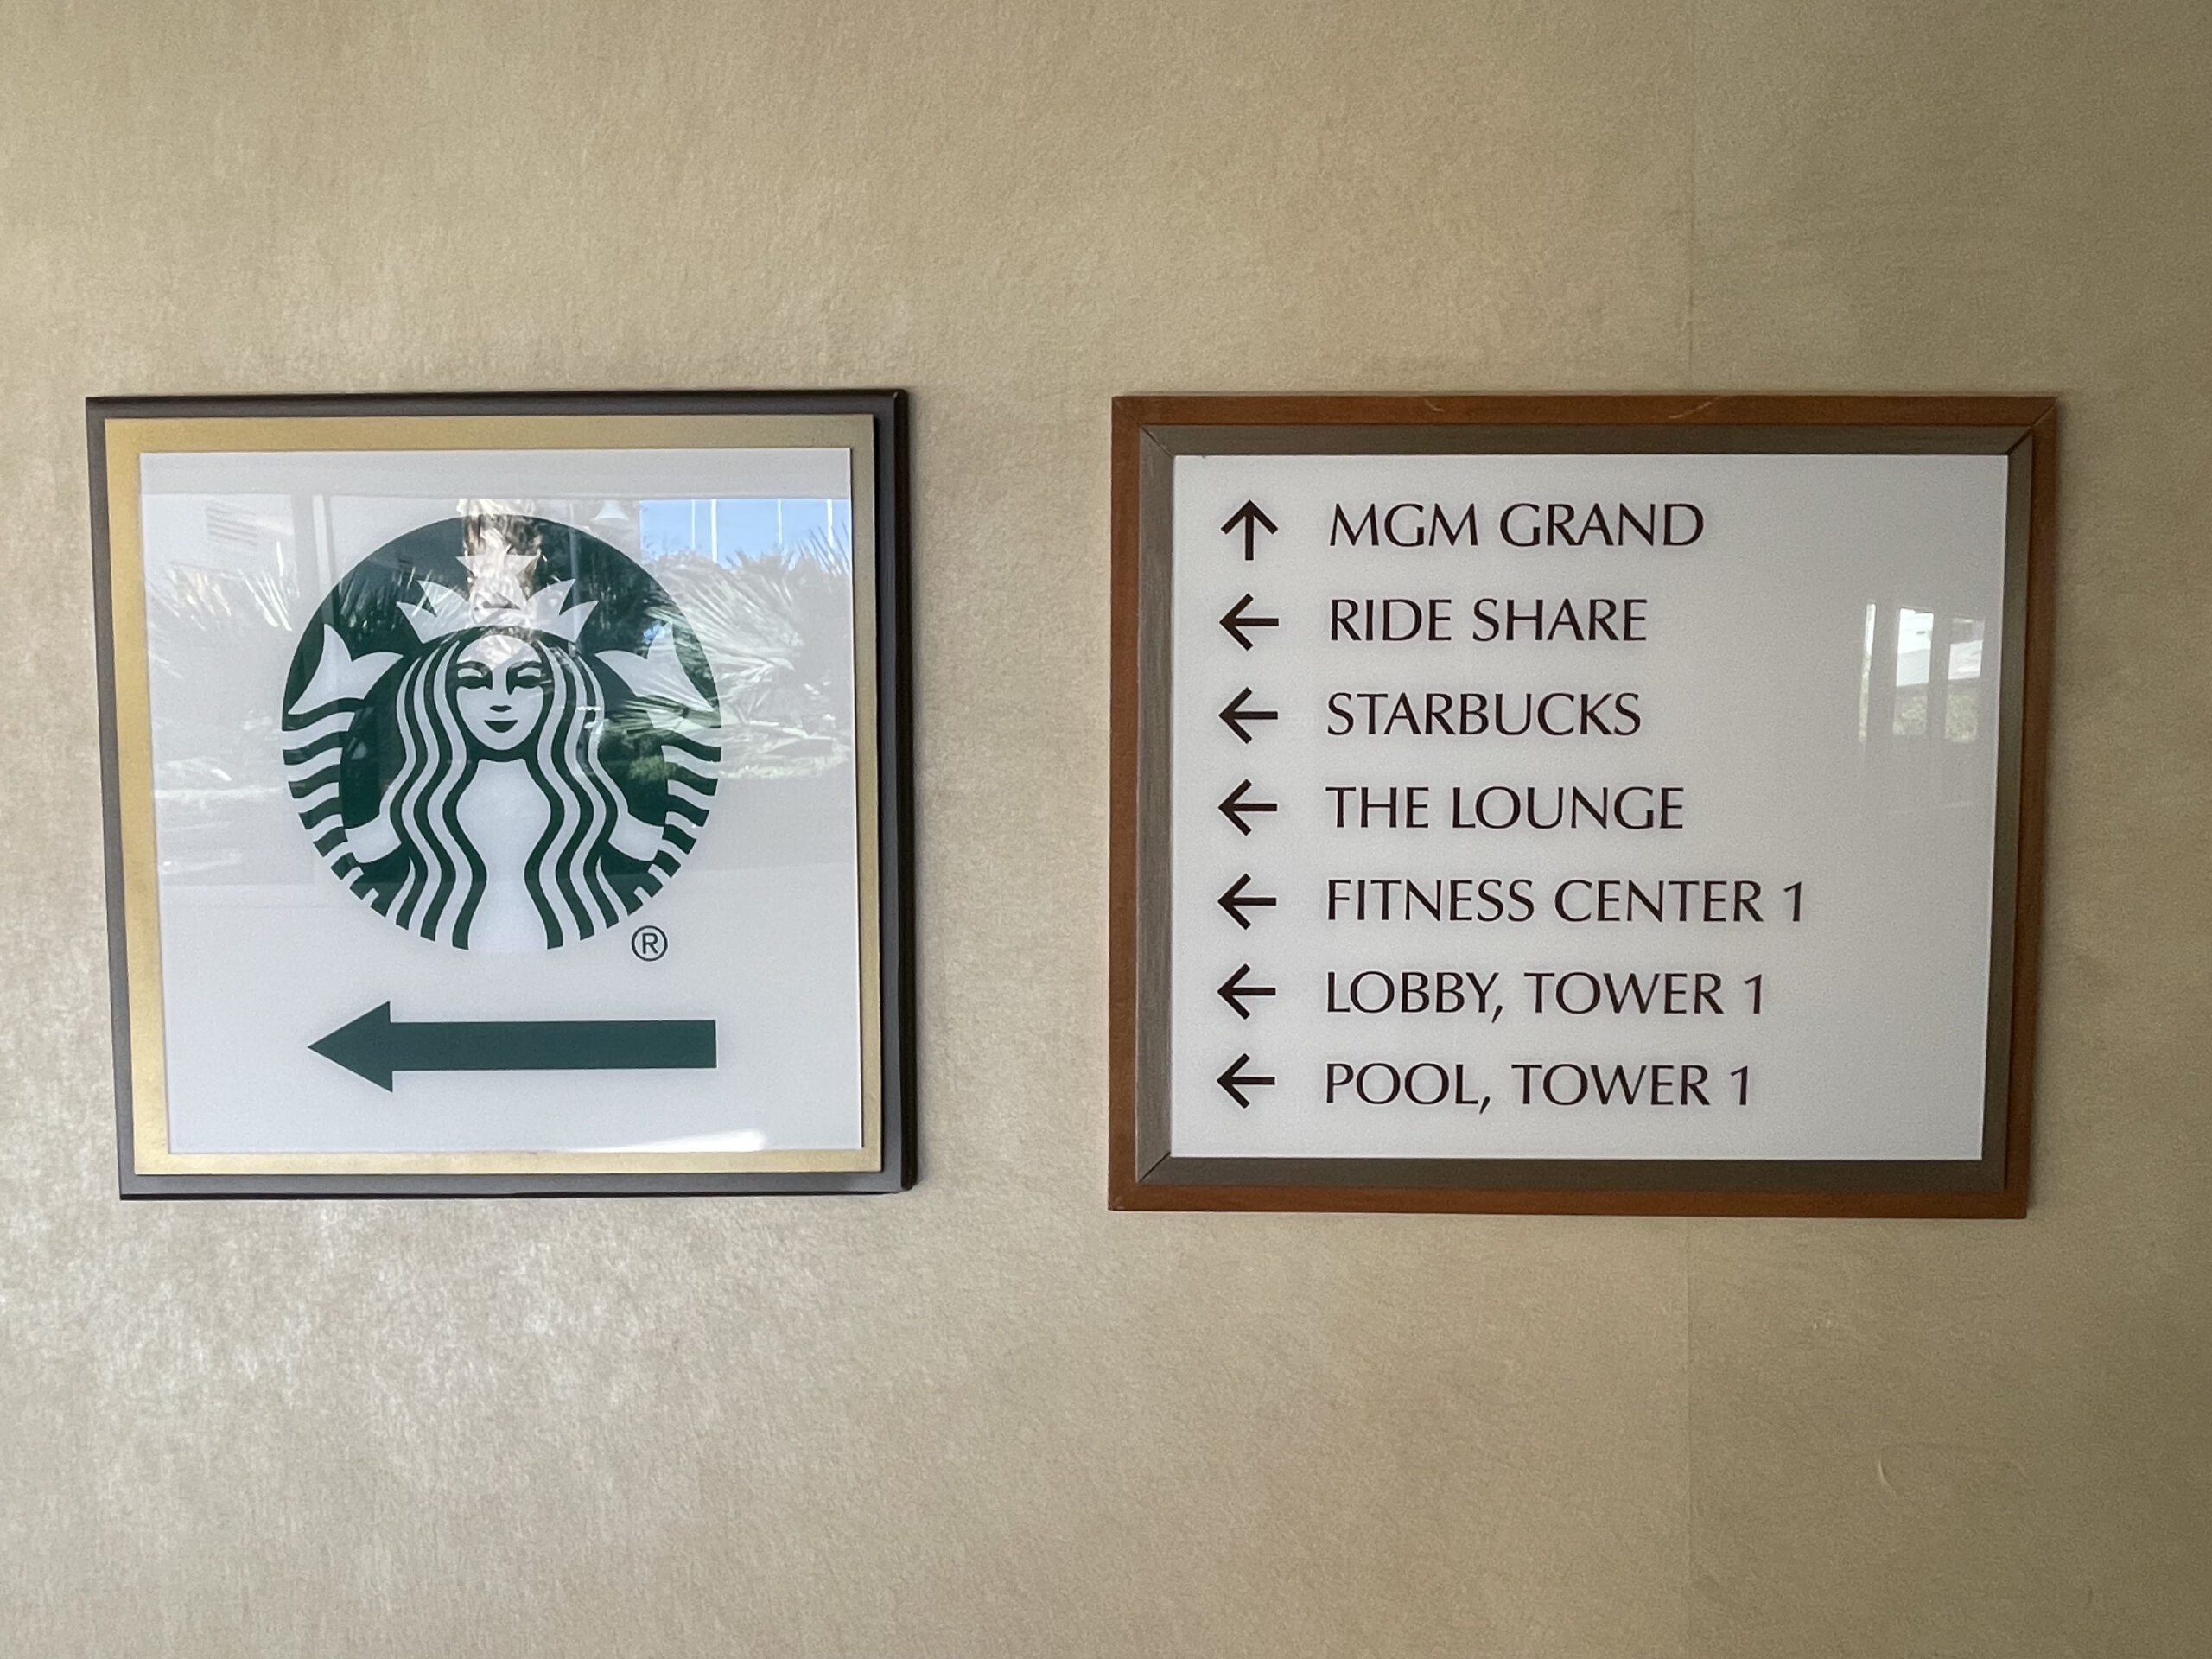 ®
↑ MGM GRAND
← RIDE SHARE
← STARBUCKS
← THE LOUNGE
← FITNESS CENTER 1
← LOBBY, TOWER 1
← POOL, TOWER 1